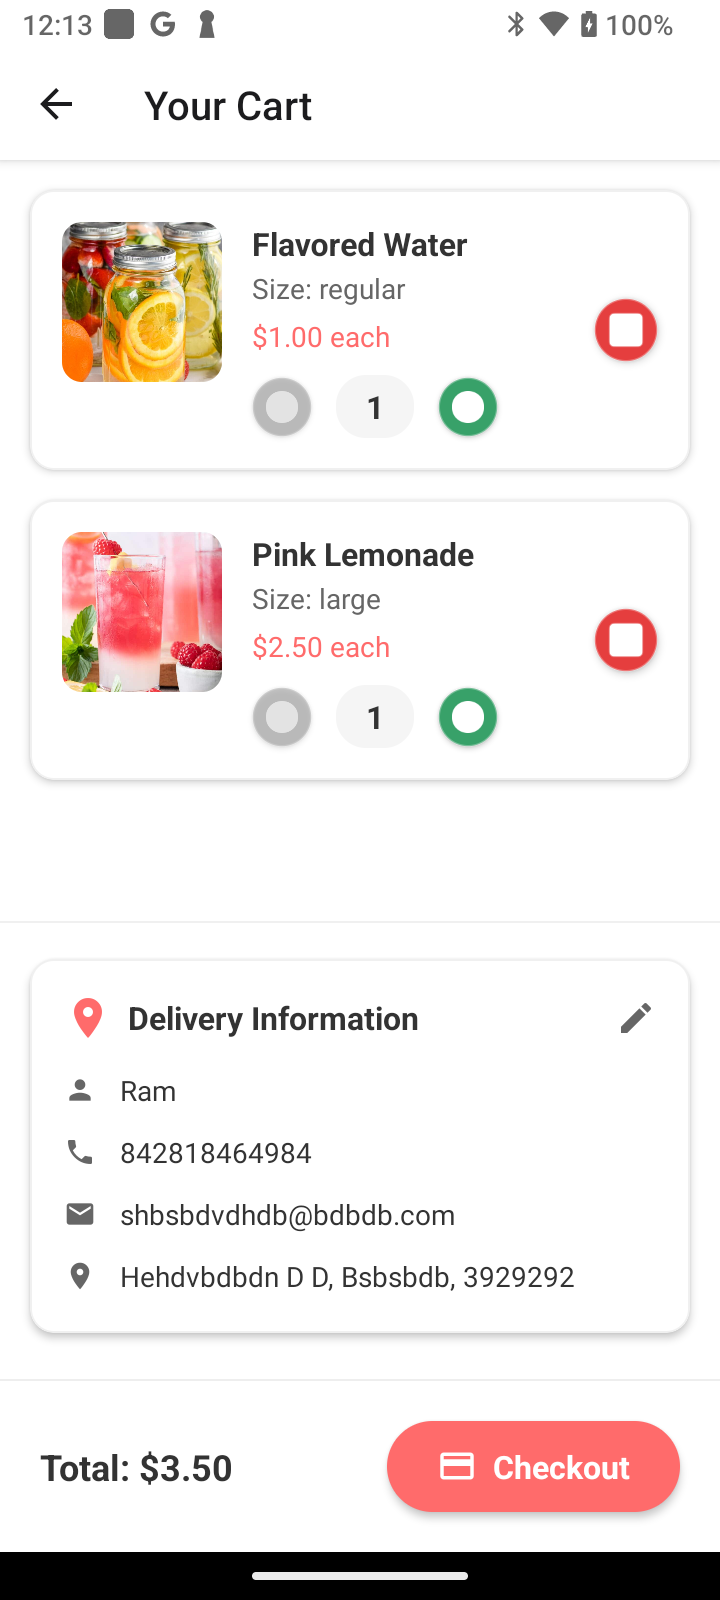 12:13
100%
Your Cart
Flavored Water
Size: regular
$1.00 each
1
Pink Lemonade
Size: large
$2.50 each
1
Delivery Information
Ram
842818464984
shbsbdvdhdb@bdbdb.com
Hehdvbdbdn D D, Bsbsbdb, 3929292
Total: $3.50
Checkout